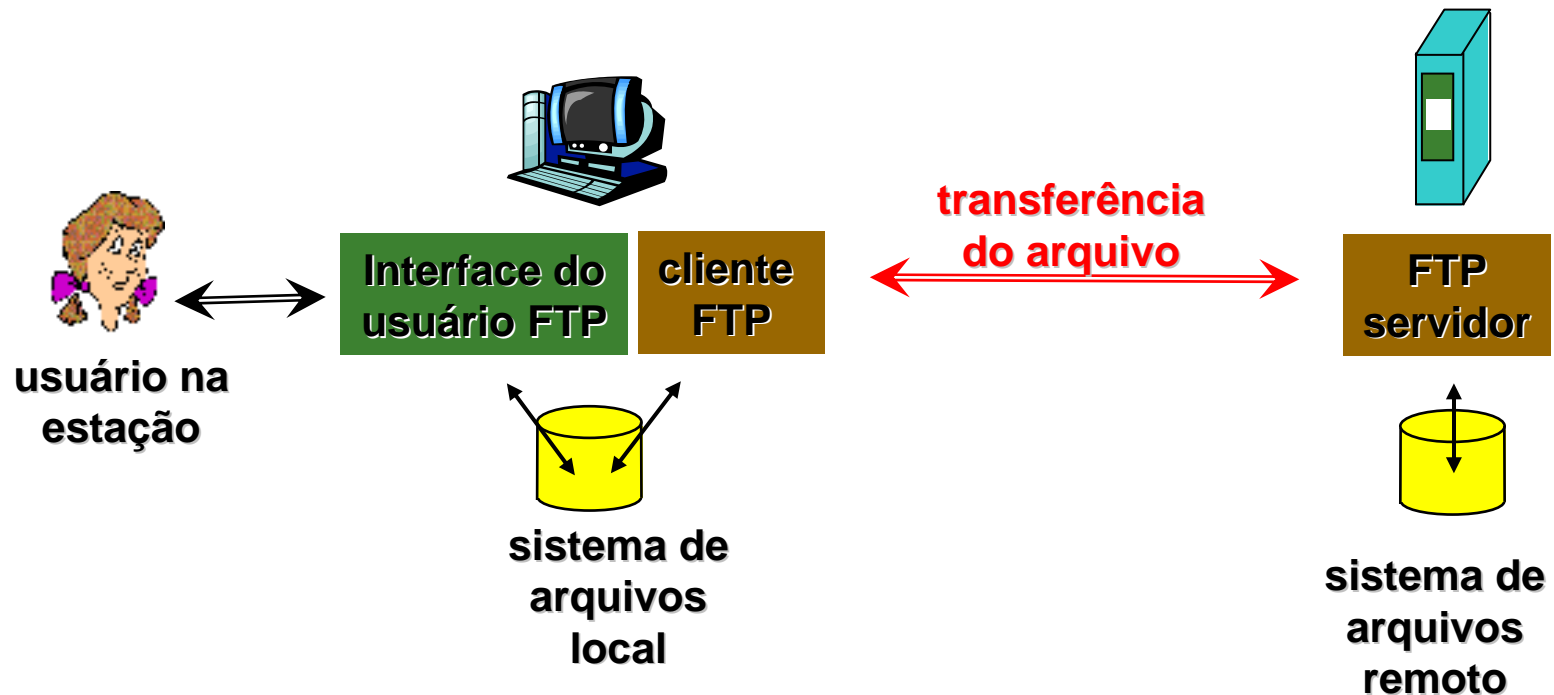 transferência
do arquivo
Interface do
usuário FTP
cliente
FTP
FTP
servidor
usuário na
estação
sistema de
arquivos
local
sistema de
arquivos
remoto